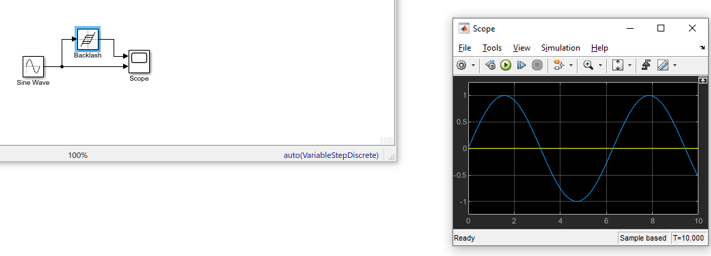 Backlash
Sine Wave
Scope
100%
auto(VariableStepDiscrete)
Scope
File Tools View Simulation Help
1
0.5
0
-0.5
-1
0 2 4 6 8 10
Ready
Sample based T=10.000